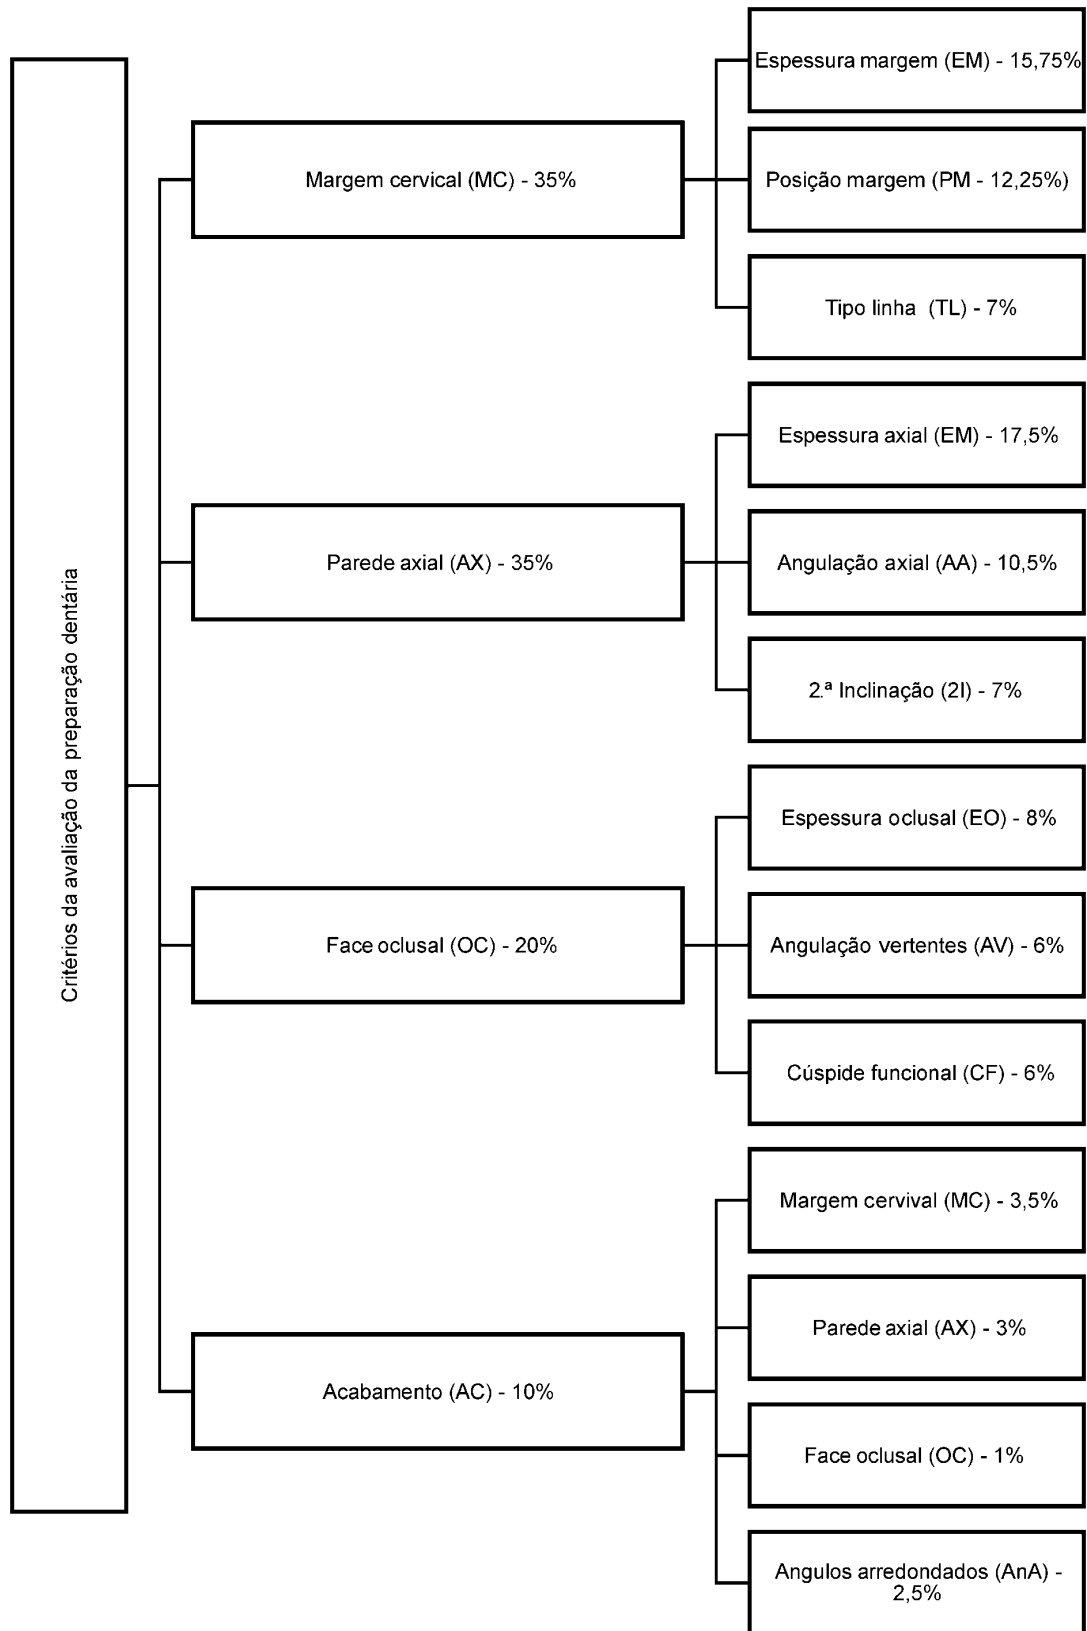 Critérios da avaliação da preparação dentária
Margem cervical (MC) - 35%
Espessura margem (EM) - 15,75%
Posição margem (PM - 12,25%)
Tipo linha (TL) - 7%
Parede axial (AX) - 35%
Espessura axial (EM) - 17,5%
Angulação axial (AA) - 10,5%
2.ª Inclinação (2I) - 7%
Face oclusal (OC) - 20%
Espessura oclusal (EO) - 8%
Angulação vertentes (AV) - 6%
Cúspide funcional (CF) - 6%
Acabamento (AC) - 10%
Margem cervival (MC) - 3,5%
Parede axial (AX) - 3%
Face oclusal (OC) - 1%
Angulos arredondados (AnA) -
2,5%